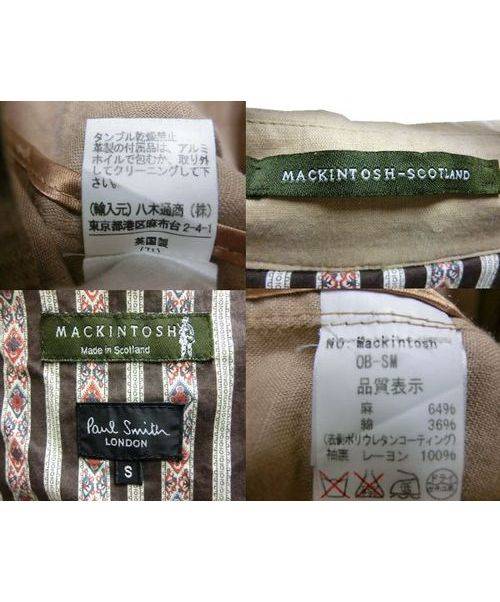 タンブル乾燥禁止
革製の付属品は、アルミ
ホイルで包むか、取り外
してクリーニングして下
さい。
(輸入元) 八木通商 (株)
東京都港区麻布台 2-4-1
英国製
MACKINTOSH-SCOTLAND
MACKINTOSH
Made in Scotland
Paul Smith
LONDON
S
NO. Mackintosh
OB-SM
品質表示
麻 64%
綿 36%
(表側ポリウレタンコーティング)
袖裏 レーヨン 100%